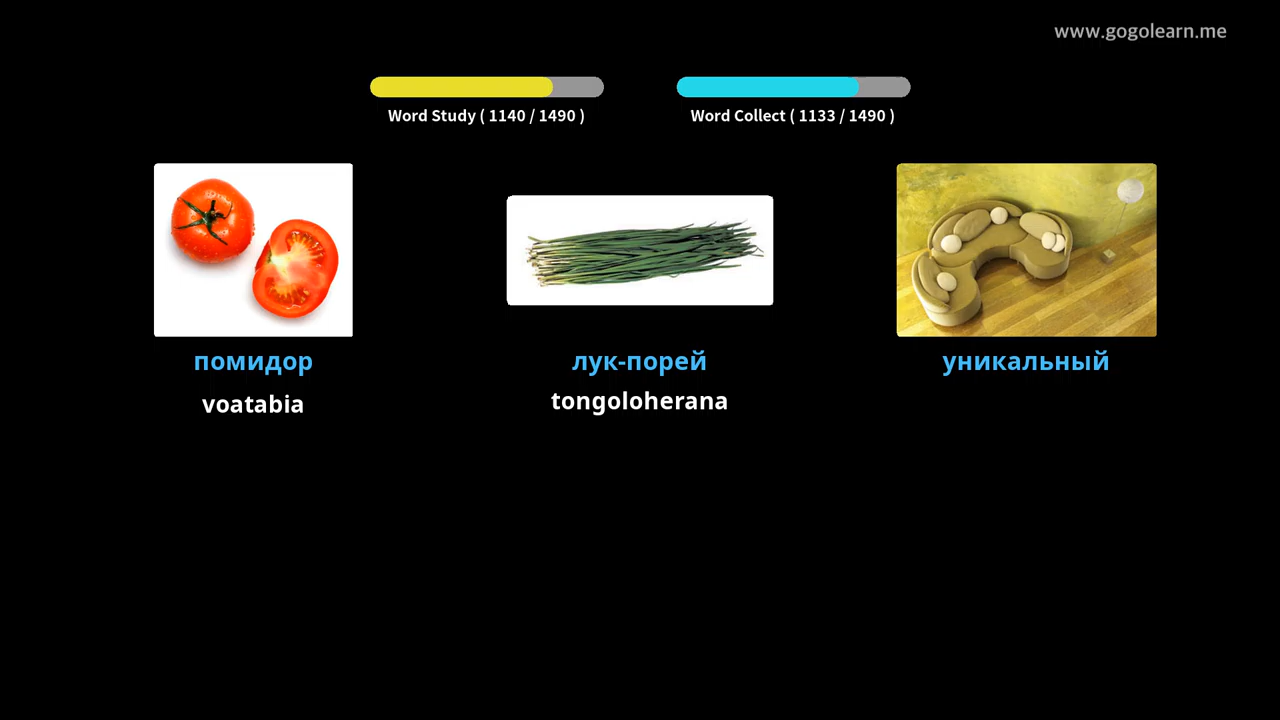 www.gogolearn.me
Word Study ( 1140 / 1490 )
Word Collect ( 1133 / 1490 )
помидор
лук-порей
уникальный
voatabia
tongoloherana